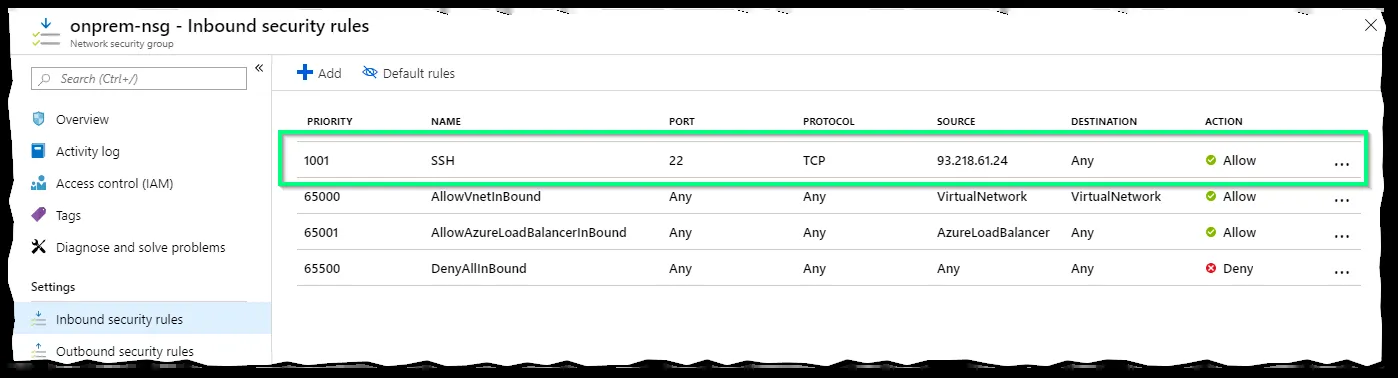 onprem-nsg - Inbound security rules
Network security group
Search (Ctrl+/)
«
Add Default rules
Overview
Activity log
Access control (IAM)
Tags
Diagnose and solve problems
Settings
Inbound security rules
Outbound security rules
PRIORITY NAME PORT PROTOCOL SOURCE DESTINATION ACTION
1001 SSH 22 TCP 93.218.61.24 Any Allow ...
65000 AllowVnetInBound Any Any VirtualNetwork VirtualNetwork Allow ...
65001 AllowAzureLoadBalancerInBound Any Any AzureLoadBalancer Any Allow ...
65500 DenyAllInBound Any Any Any Any Deny ...